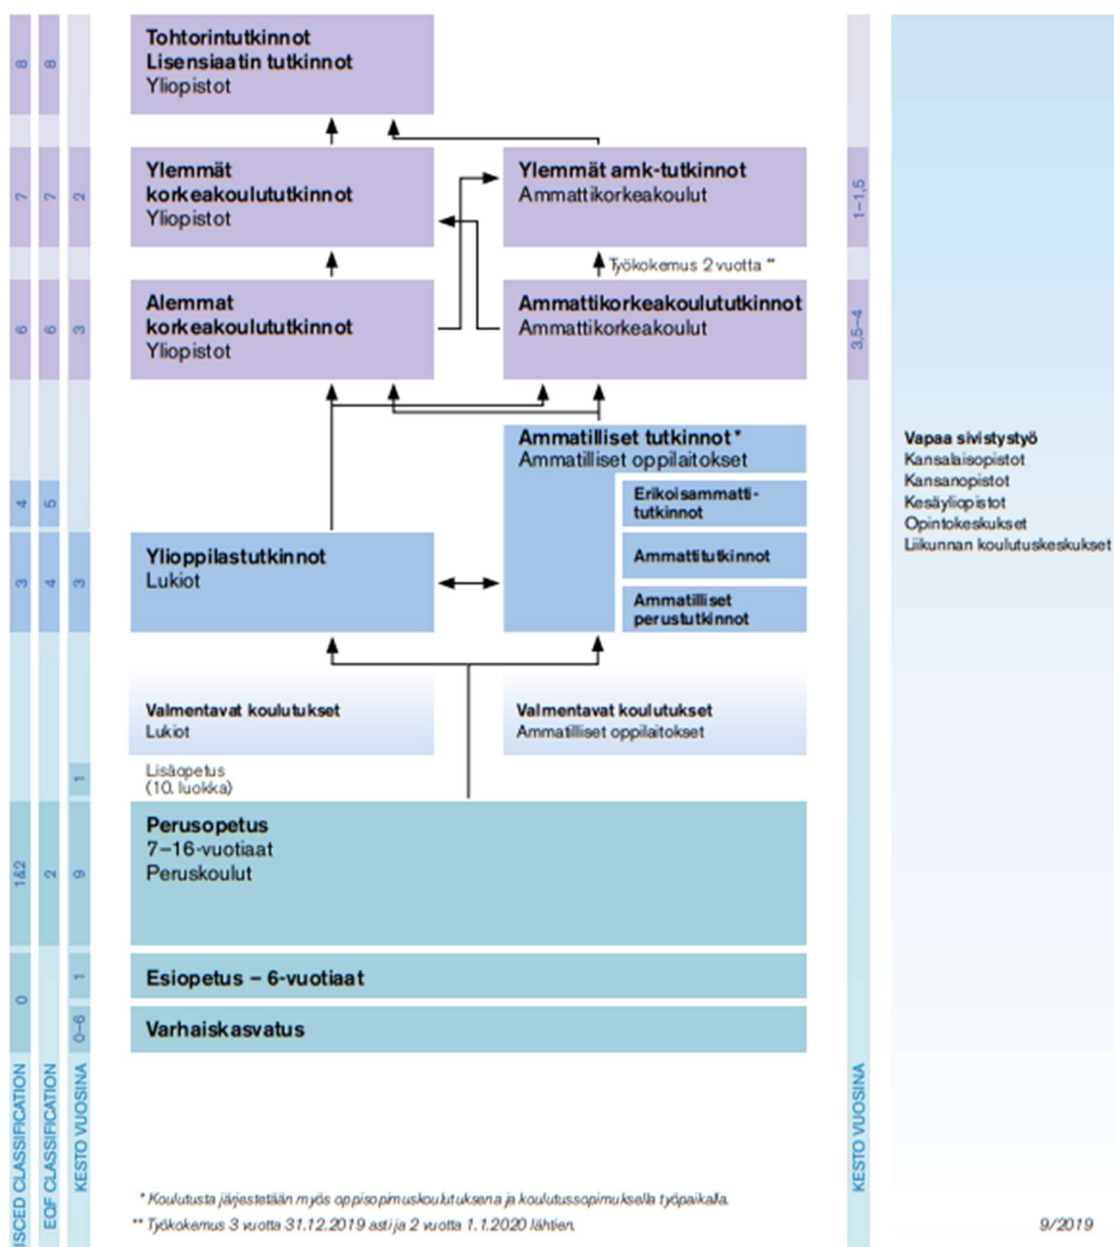 Tohtorintutkinnot
Lisensiaatin tutkinnot
Yliopistot
8
8
Ylemmät
korkeakoulututkinnot
Yliopistot
Ylemmät amk-tutkinnot
Ammattikorkeakoulut
7
7
2
1–1,5
Työkokemus 2 vuotta **
Alemmat
korkeakoulututkinnot
Yliopistot
Ammattikorkeakoulututkinnot
Ammattikorkeakoulut
6
6
3
3,5–4
Ammatilliset tutkinnot *
Ammatilliset oppilaitokset
4
5
Erikoisammatti-
tutkinnot
Ylioppilastutkinnot
Lukiot
Ammattitutkinnot
3
4
3
Ammatilliset
perustutkinnot
Valmentavat koulutukset
Lukiot
Valmentavat koulutukset
Ammatilliset oppilaitokset
Lisäopetus
(10. luokka)
1
Perusopetus
7–16-vuotiaat
Peruskoulut
1&2
2
9
Esiopetus – 6-vuotiaat
1
0
Varhaiskasvatus
0–6
ISCED CLASSIFICATION
EQF CLASSIFICATION
KESTO VUOSINA
KESTO VUOSINA
Vapaa sivistystyö
Kansalaisopistot
Kansanopistot
Kesäyliopistot
Opintokeskukset
Liikunnan koulutuskeskukset
* Koulutusta järjestetään myös oppisopimuskoulutuksena ja koulutussopimuksella työpaikalla.
** Työkokemus 3 vuotta 31.12.2019 asti ja 2 vuotta 1.1.2020 lähtien.
9/2019